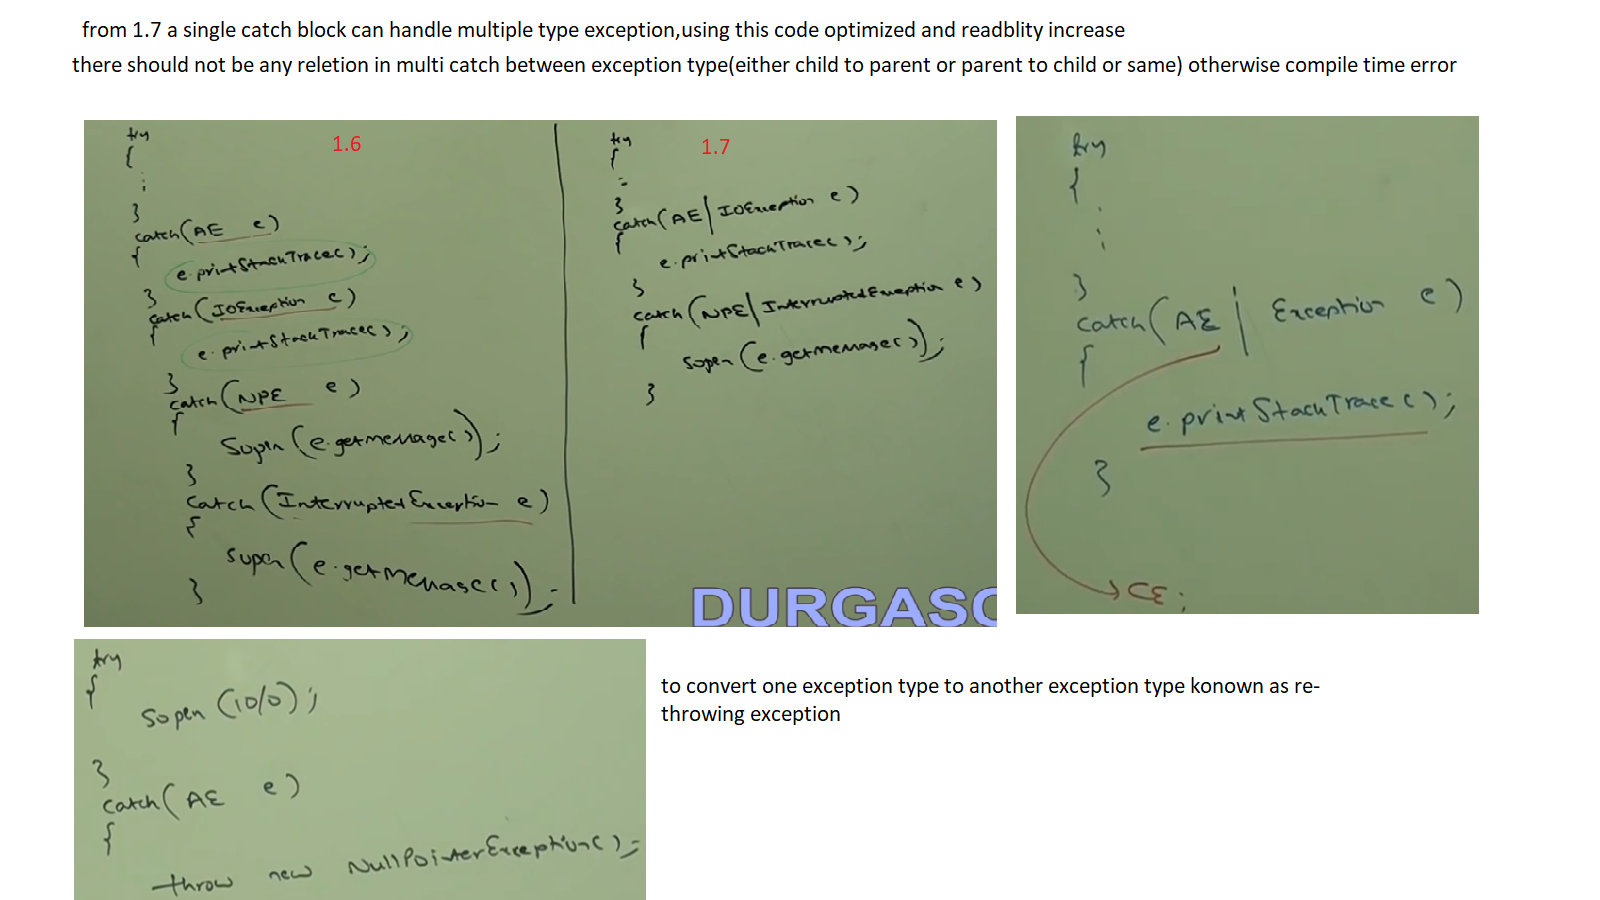 from 1.7 a single catch block can handle multiple type exception,using this code optimized and readblity increase
there should not be any reletion in multi catch between exception type(either child to parent or parent to child or same) otherwise compile time error
1.6
try
{
⋮
}
catch(AE e)
{
e.printStackTrace();
}
catch(IOException e)
{
e.printStackTrace();
}
catch(NPE e)
{
Sopln(e.getmessage());
}
catch(InterruptedException e)
{
Sopln(e.getmessage());
}
1.7
try
{
⋮
}
catch(AE|IOException e)
{
e.printStackTrace();
}
catch(NPE|InterruptedException e)
{
Sopln(e.getmessage());
}
DURGASO
try
{
⋮
}
catch(AE | Exception e)
{
e.printStackTrace();
}
CE:
try
{
Sopln(10/0);
}
catch(AE e)
{
throw new NullPointerException();
to convert one exception type to another exception type konown as re-
throwing exception